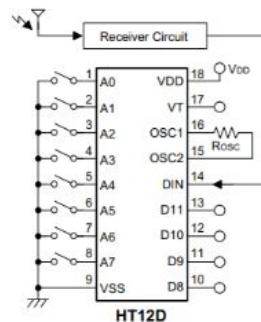 Receiver Circuit
1 A0 VDD 18 VDD
2 A1 VT 17
3 A2 OSC1 16
ROSC
4 A3 OSC2 15
5 A4 DIN 14
6 A5 D11 13
7 A6 D10 12
8 A7 D9 11
9 VSS D8 10
HT12D